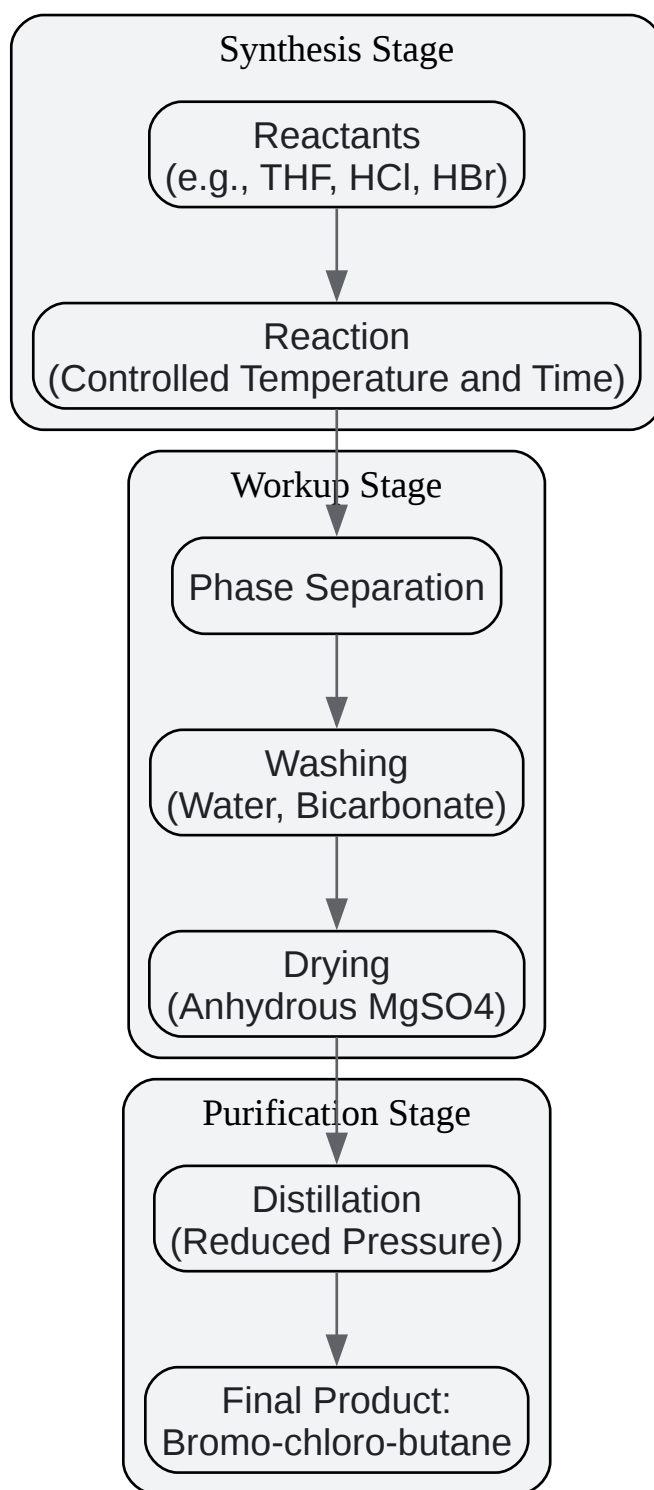 Synthesis Stage
Reactants
(e.g., THF, HCl, HBr)
Reaction
(Controlled Temperature and Time)
Workup Stage
Phase Separation
Washing
(Water, Bicarbonate)
Drying
(Anhydrous MgSO4)
Purification Stage
Distillation
(Reduced Pressure)
Final Product:
Bromo-chloro-butane